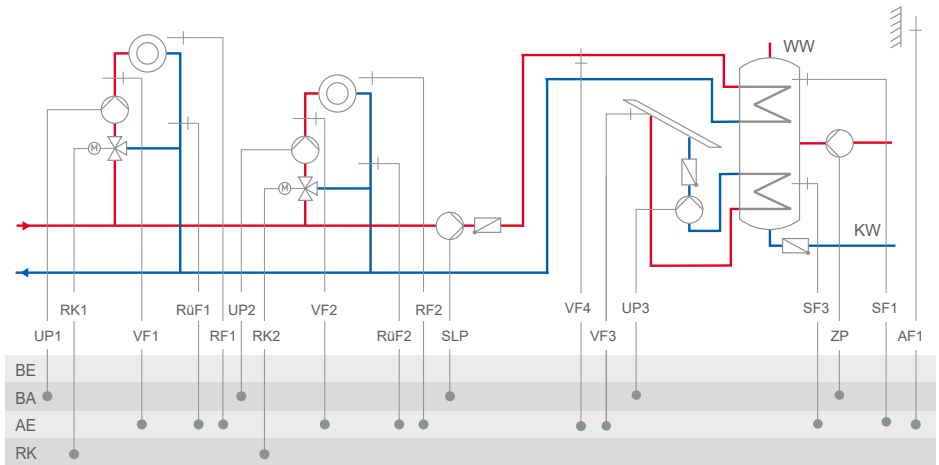 WW
M
M
KW
RK1 RüF1 UP2 VF2 RF2 VF4 UP3 SF3 SF1
UP1 VF1 RF1 RK2 RüF2 SLP VF3 ZP AF1
BE
BA
AE
RK